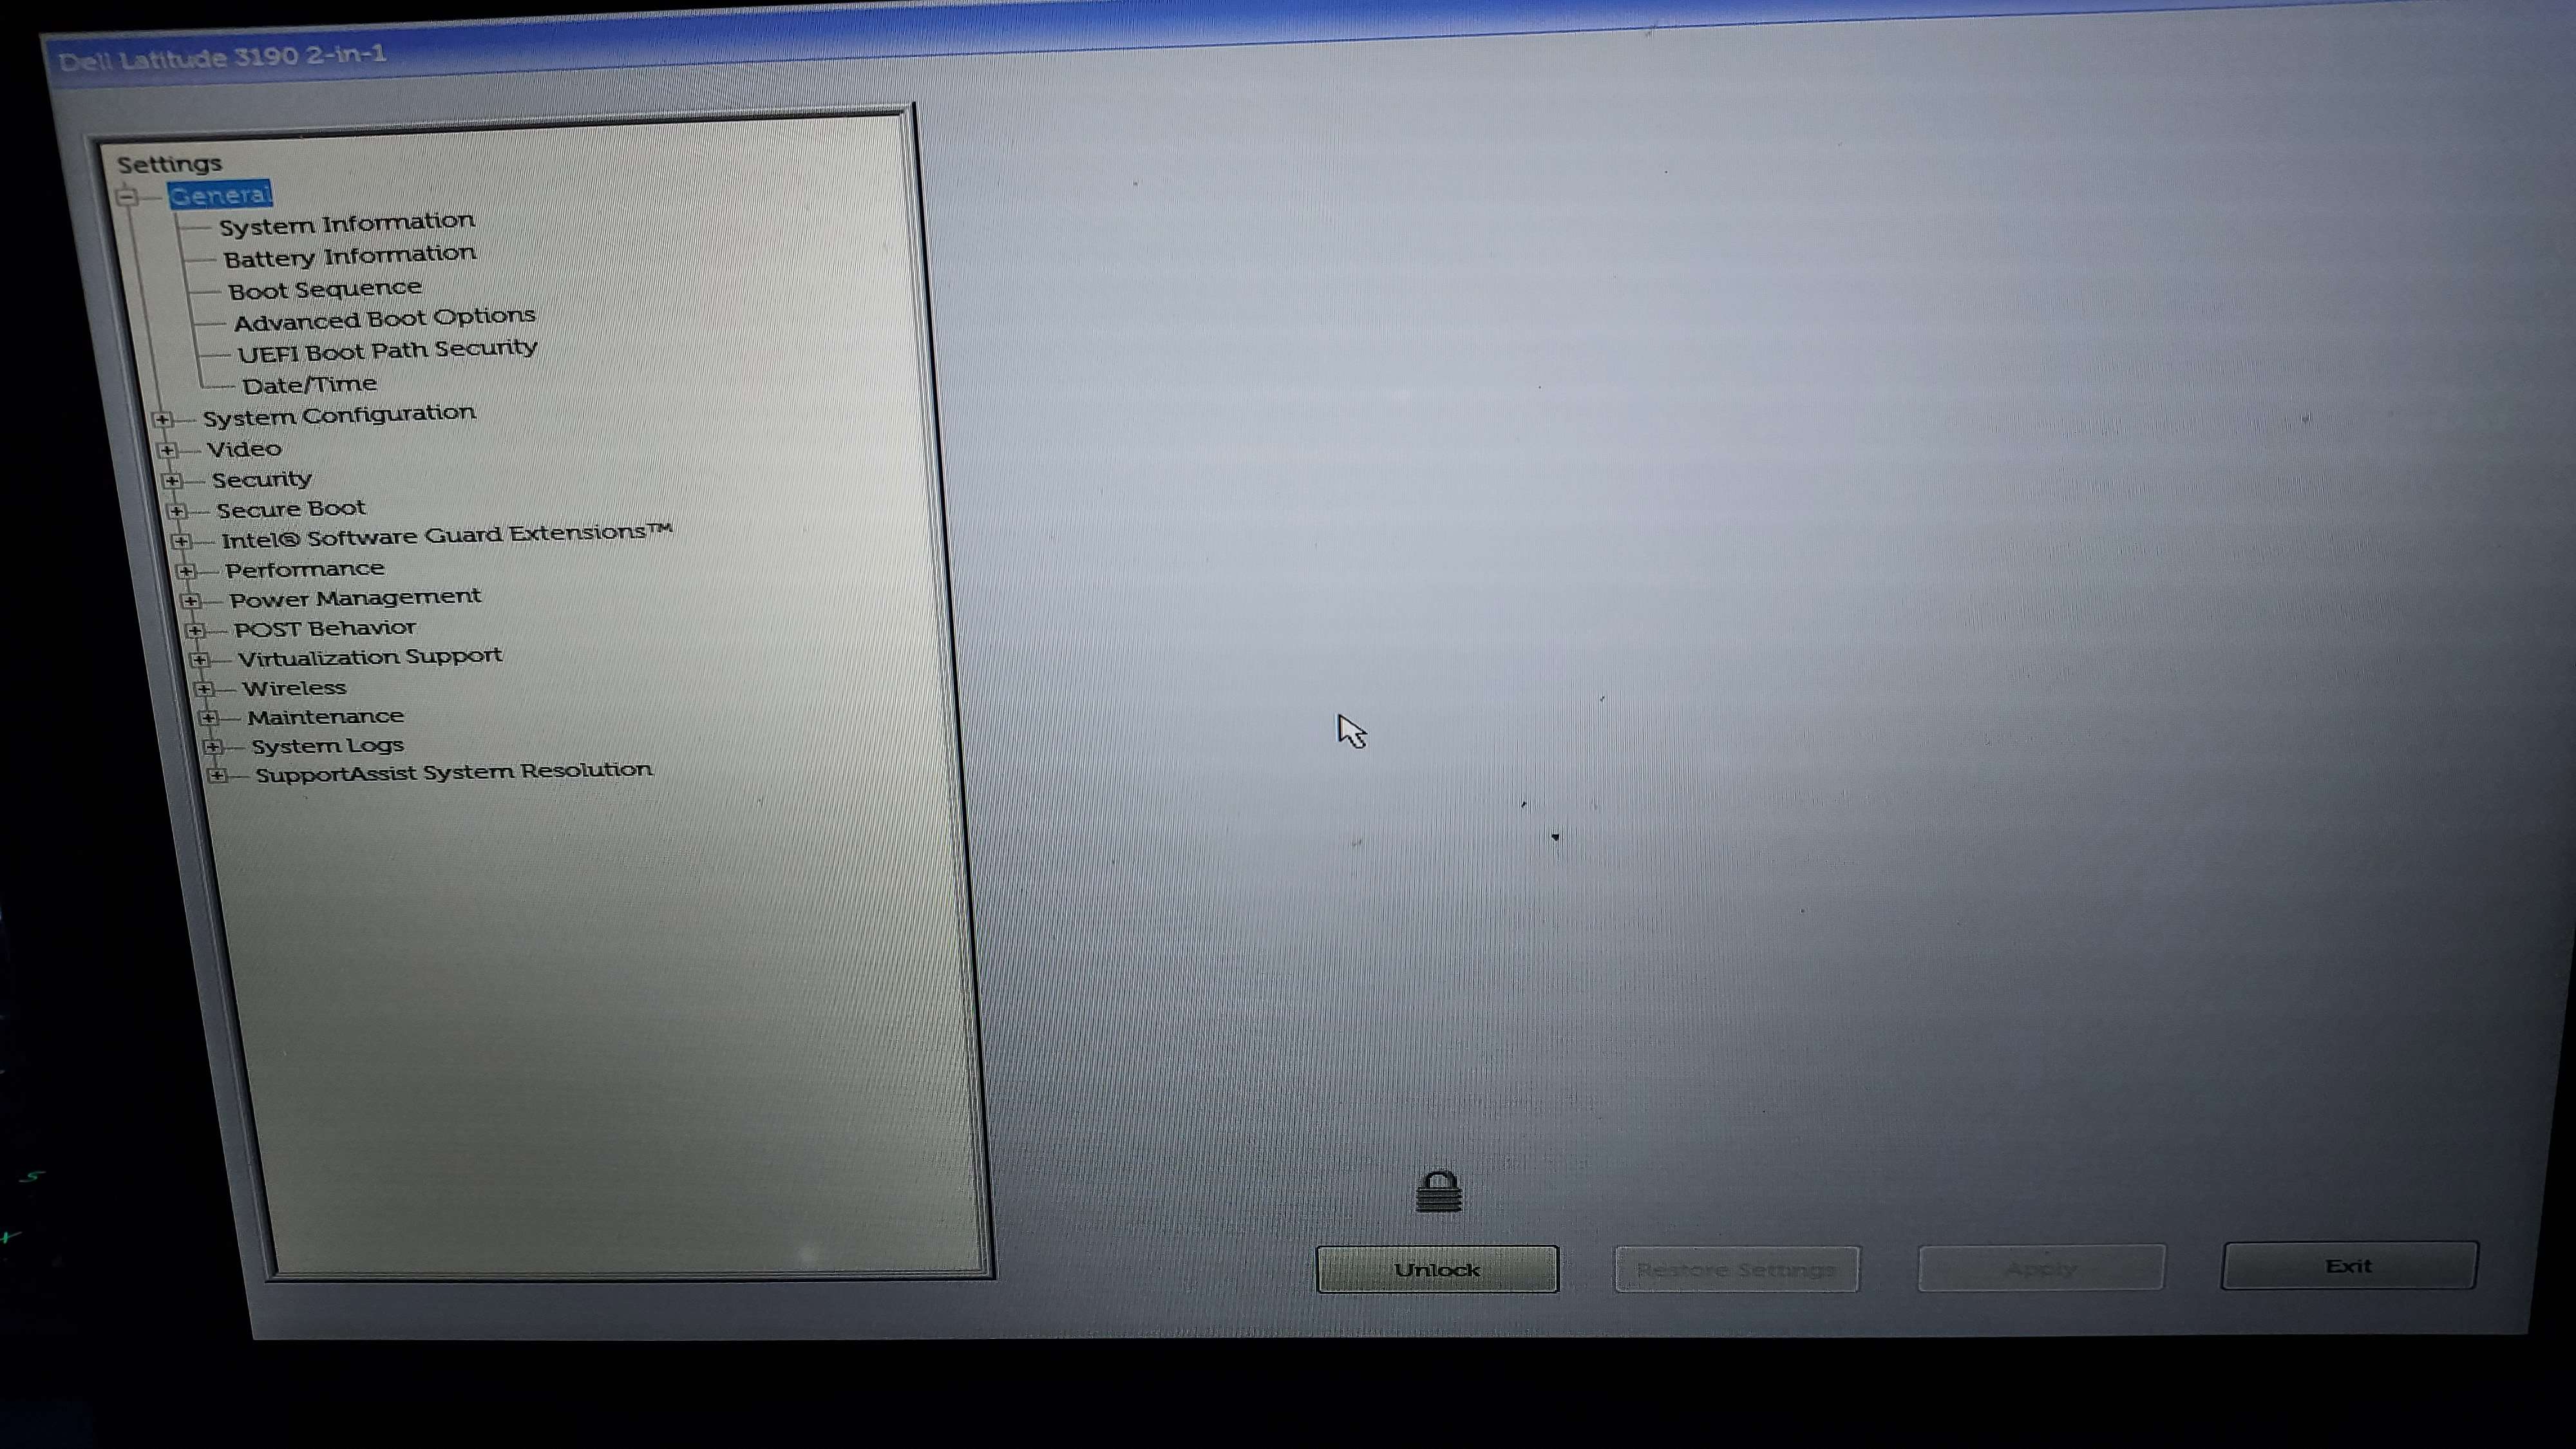 Dell Latitude 3190 2-in-1
Settings
General
System Information
Battery Information
Boot Sequence
Advanced Boot Options
UEFI Boot Path Security
Date/Time
System Configuration
Video
Security
Secure Boot
Intel® Software Guard Extensions™
Performance
Power Management
POST Behavior
Virtualization Support
Wireless
Maintenance
System Logs
SupportAssist System Resolution
Unlock
Restore Settings
Apply
Exit